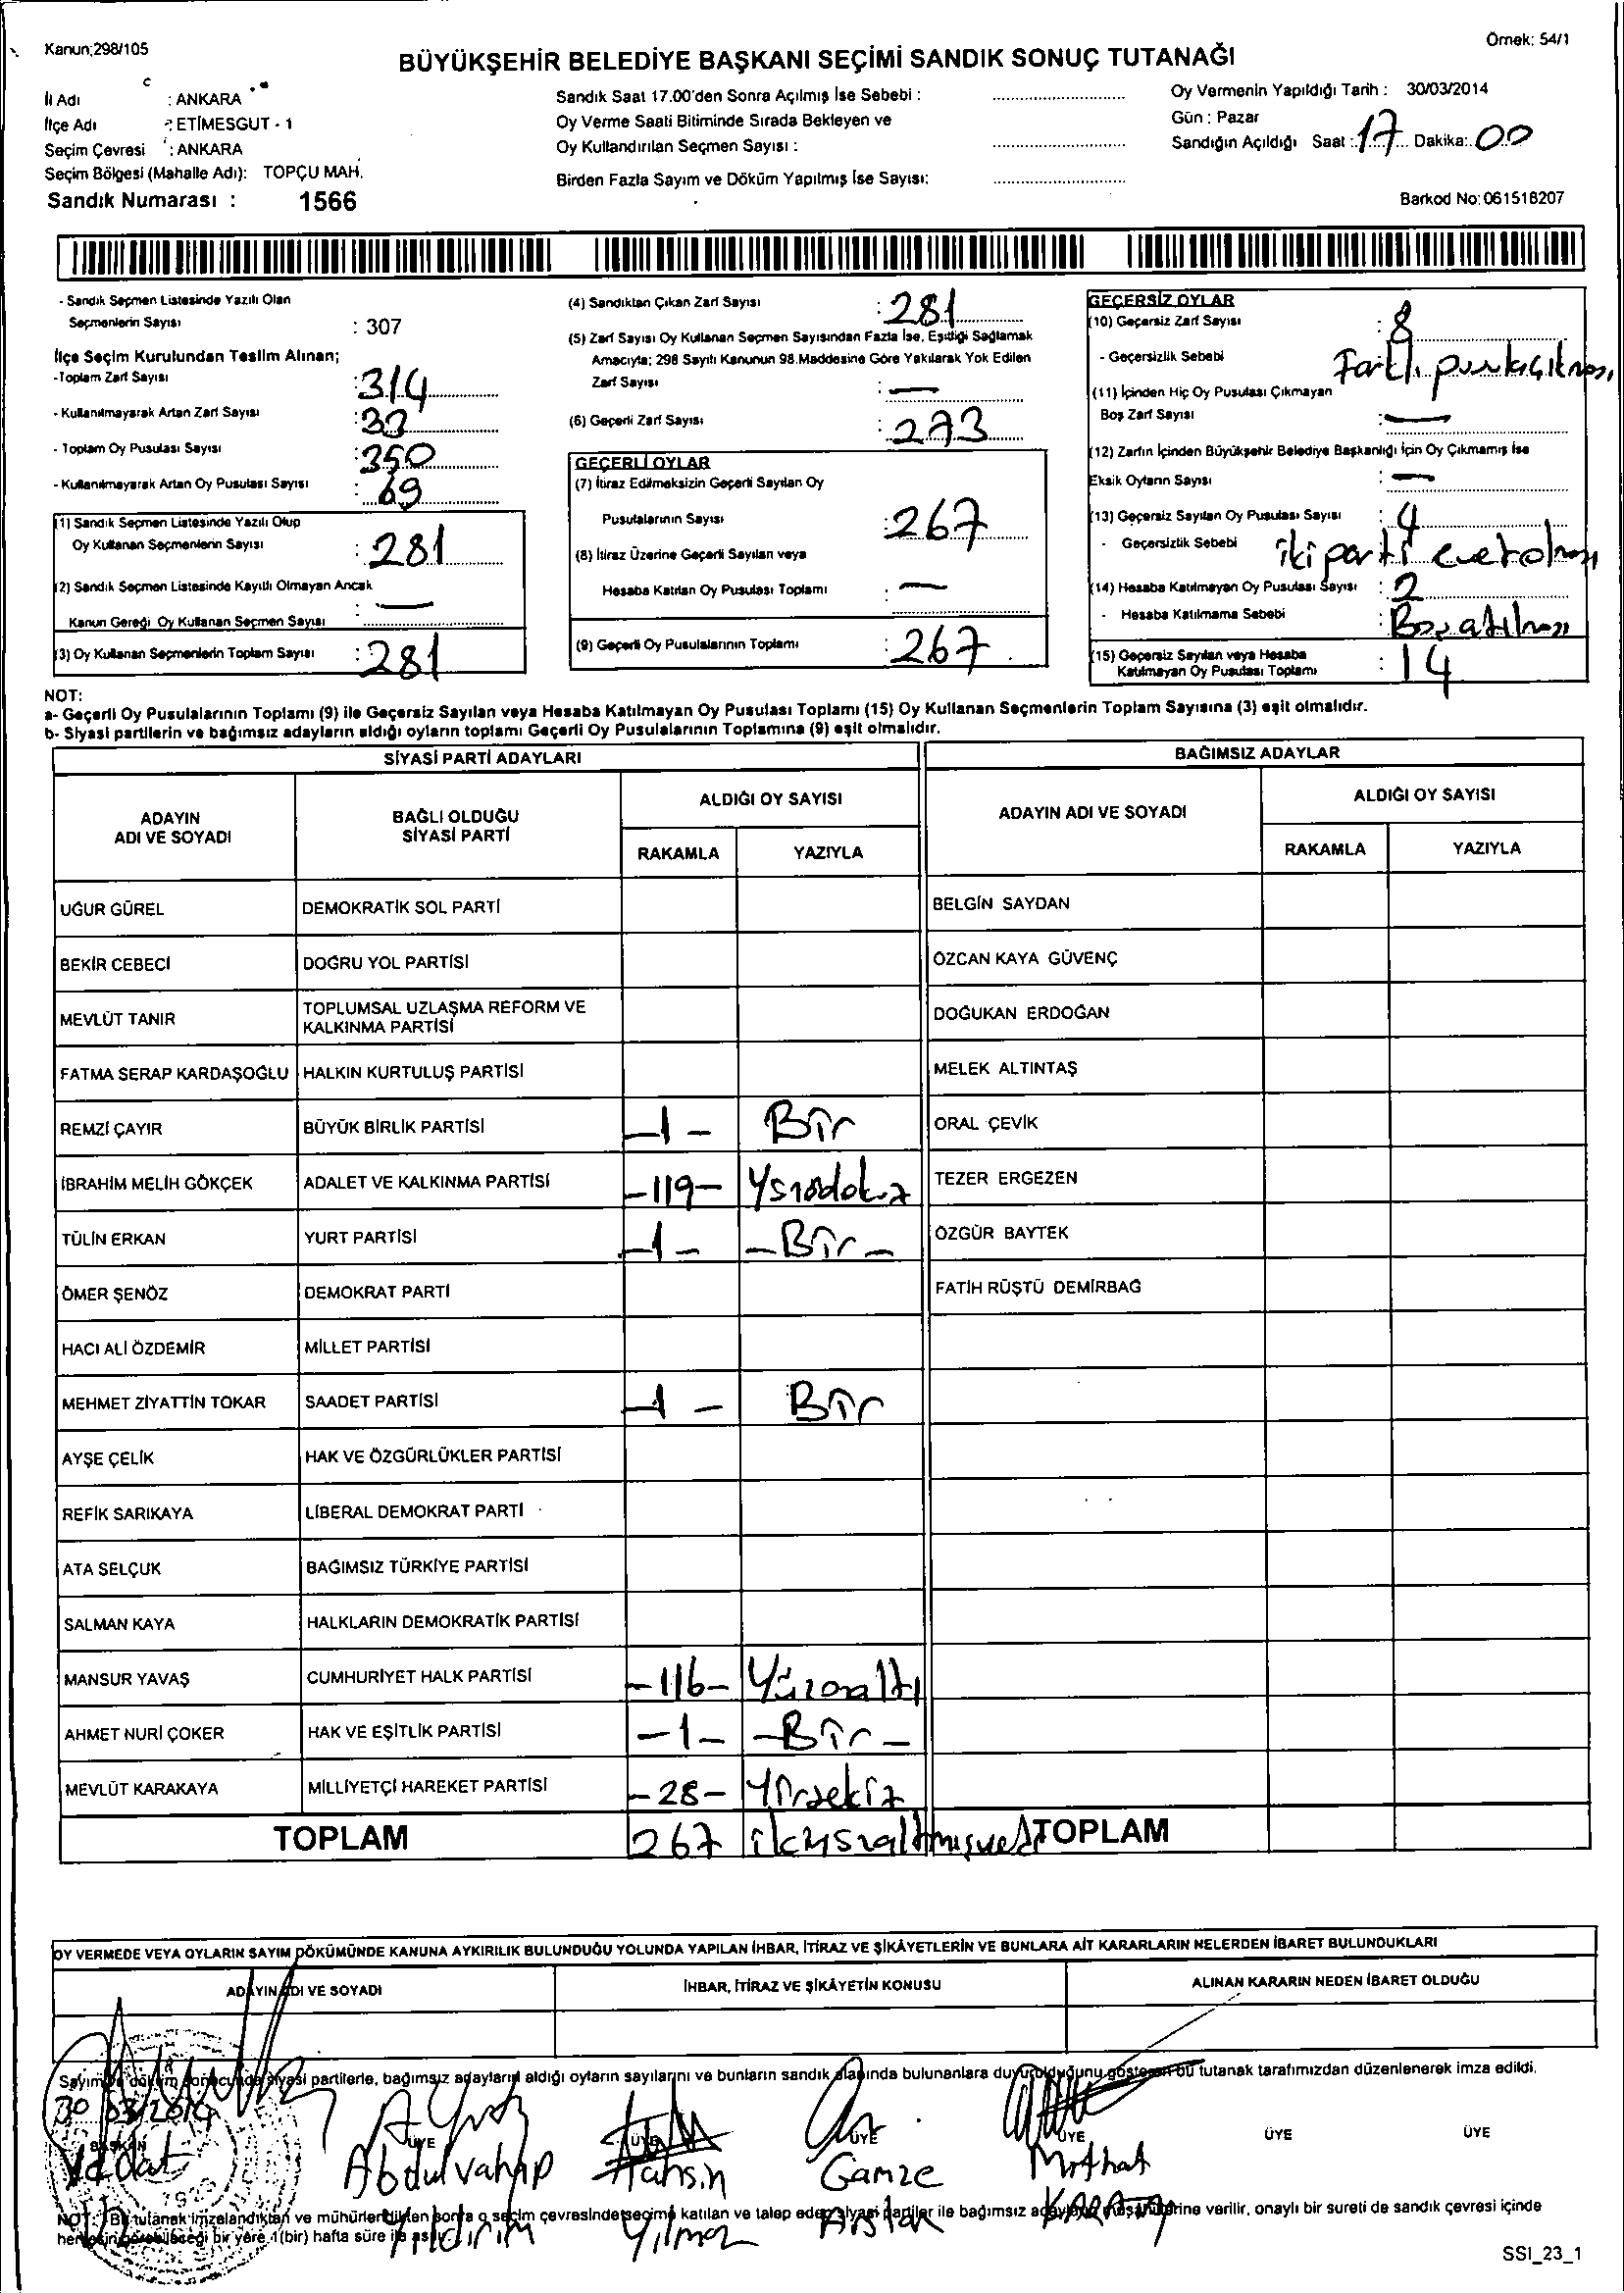 Kanun;298/105
Örnek: 54/1
BÜYÜKŞEHİR BELEDİYE BAŞKANI SEÇİMİ SANDIK SONUÇ TUTANAĞI
İl Adı : ANKARA
İlçe Adı : ETİMESGUT - 1
Seçim Çevresi : ANKARA
Seçim Bölgesi (Mahalle Adı): TOPÇU MAH.
Sandık Numarası : 1566
Sandık Saat 17.00'den Sonra Açılmış İse Sebebi :
Oy Verme Saati Bitiminde Sırada Bekleyen ve
Oy Kullandırılan Seçmen Sayısı :
Birden Fazla Sayım ve Döküm Yapılmış İse Sayısı:
Oy Vermenin Yapıldığı Tarih : 30/03/2014
Gün : Pazar
Sandığın Açıldığı Saat : 17 Dakika: 00
Barkod No: 061518207
- Sandık Seçmen Listesinde Yazılı Olan
Seçmenlerin Sayısı : 307
İlçe Seçim Kurulundan Teslim Alınan;
-Toplam Zarf Sayısı : 314
- Kullanılmayarak Artan Zarf Sayısı : 33
- Toplam Oy Pusulası Sayısı : 350
- Kullanılmayarak Artan Oy Pusulası Sayısı : 69
(1) Sandık Seçmen Listesinde Yazılı Olup
Oy Kullanan Seçmenlerin Sayısı : 281
(2) Sandık Seçmen Listesinde Kayıtlı Olmayan Ancak
Kanun Gereği Oy Kullanan Seçmen Sayısı : —
(3) Oy Kullanan Seçmenlerin Toplam Sayısı : 281
(4) Sandıktan Çıkan Zarf Sayısı : 281
(5) Zarf Sayısı Oy Kullanan Seçmen Sayısından Fazla İse, Eşitliği Sağlamak
Amacıyla; 298 Sayılı Kanunun 98.Maddesine Göre Yakılarak Yok Edilen
Zarf Sayısı : —
(6) Geçerli Zarf Sayısı : 273
GEÇERLİ OYLAR
(7) İtiraz Edilmeksizin Geçerli Sayılan Oy
Pusulalarının Sayısı : 267
(8) İtiraz Üzerine Geçerli Sayılan veya
Hesaba Katılan Oy Pusulası Toplamı : —
(9) Geçerli Oy Pusulalarının Toplamı : 267
GEÇERSİZ OYLAR
(10) Geçersiz Zarf Sayısı : 8
- Geçersizlik Sebebi Farklı
(11) İçinden Hiç Oy Pusulası Çıkmayan
Boş Zarf Sayısı : —
(12) Zarfın İçinden Büyükşehir Belediye Başkanlığı İçin Oy Çıkmamış İse
Eksik Oyların Sayısı : —
(13) Geçersiz Sayılan Oy Pusulası Sayısı : 4
- Geçersizlik Sebebi iki parti evet olması
(14) Hesaba Katılmayan Oy Pusulası Sayısı : 2
- Hesaba Katılmama Sebebi : Boş atılması
(15) Geçersiz Sayılan veya Hesaba
Katılmayan Oy Pusulası Toplamı : 14
NOT:
a- Geçerli Oy Pusulalarının Toplamı (9) ile Geçersiz Sayılan veya Hesaba Katılmayan Oy Pusulası Toplamı (15) Oy Kullanan Seçmenlerin Toplam Sayısına (3) eşit olmalıdır.
b- Siyasi partilerin ve bağımsız adayların aldığı oyların toplamı Geçerli Oy Pusulalarının Toplamına (9) eşit olmalıdır.
SİYASİ PARTİ ADAYLARI
BAĞIMSIZ ADAYLAR
ADAYIN ADI VE SOYADI
BAĞLI OLDUĞU SİYASİ PARTİ
ALDIĞI OY SAYISI
RAKAMLA YAZIYLA
ADAYIN ADI VE SOYADI
ALDIĞI OY SAYISI
RAKAMLA YAZIYLA
UĞUR GÜREL DEMOKRATİK SOL PARTİ BELGİN SAYDAN
BEKİR CEBECİ DOĞRU YOL PARTİSİ ÖZCAN KAYA GÜVENÇ
MEVLÜT TANIR TOPLUMSAL UZLAŞMA REFORM VE KALKINMA PARTİSİ DOĞUKAN ERDOĞAN
FATMA SERAP KARDAŞOĞLU HALKIN KURTULUŞ PARTİSİ MELEK ALTINTAŞ
REMZİ ÇAYIR BÜYÜK BİRLİK PARTİSİ -1- Bir ORAL ÇEVİK
İBRAHİM MELİH GÖKÇEK ADALET VE KALKINMA PARTİSİ -119- TEZER ERGEZEN
TÜLİN ERKAN YURT PARTİSİ -1- -Bir- ÖZGÜR BAYTEK
ÖMER ŞENÖZ DEMOKRAT PARTİ FATİH RÜŞTÜ DEMİRBAĞ
HACI ALİ ÖZDEMİR MİLLET PARTİSİ
MEHMET ZİYATTİN TOKAR SAADET PARTİSİ -1- Bir
AYŞE ÇELİK HAK VE ÖZGÜRLÜKLER PARTİSİ
REFİK SARIKAYA LİBERAL DEMOKRAT PARTİ
ATA SELÇUK BAĞIMSIZ TÜRKİYE PARTİSİ
SALMAN KAYA HALKLARIN DEMOKRATİK PARTİSİ
MANSUR YAVAŞ CUMHURİYET HALK PARTİSİ -116- Yüzonaltı
AHMET NURİ ÇOKER HAK VE EŞİTLİK PARTİSİ -1- -Bir-
MEVLÜT KARAKAYA MİLLİYETÇİ HAREKET PARTİSİ -28- Yirsekiz
TOPLAM 267 TOPLAM
OY VERMEDE VEYA OYLARIN SAYIM DÖKÜMÜNDE KANUNA AYKIRILIK BULUNDUĞU YOLUNDA YAPILAN İHBAR, İTİRAZ VE ŞİKÂYETLERİN VE BUNLARA AİT KARARLARIN NELERDEN İBARET BULUNDUKLARI
ADAYIN ADI VE SOYADI İHBAR, İTİRAZ VE ŞİKÂYETİN KONUSU ALINAN KARARIN NEDEN İBARET OLDUĞU
Sayım ve döküm sonucunda siyasi partilerle, bağımsız adayların aldığı oyların sayılarını ve bunların sandık alanında bulunanlara duyurulduğunu gösteren bu tutanak tarafımızdan düzenlenerek imza edildi.
30/03/2014
BAŞKAN ÜYE ÜYE ÜYE ÜYE ÜYE ÜYE
Vedat Abdulvahap Tahsin Gamze Mithat
Yıldırım Yılmaz Arslan
NOT: Bu tutanak imzalandıktan ve mühürlendikten sonra o seçim çevresinde seçime katılan ve talep eden siyasi partiler ile bağımsız adayların müşahitlerine verilir, onaylı bir sureti de sandık çevresi içinde
herkesin görebileceği bir yere 1(bir) hafta süre ile asılır.
SSI_23_1